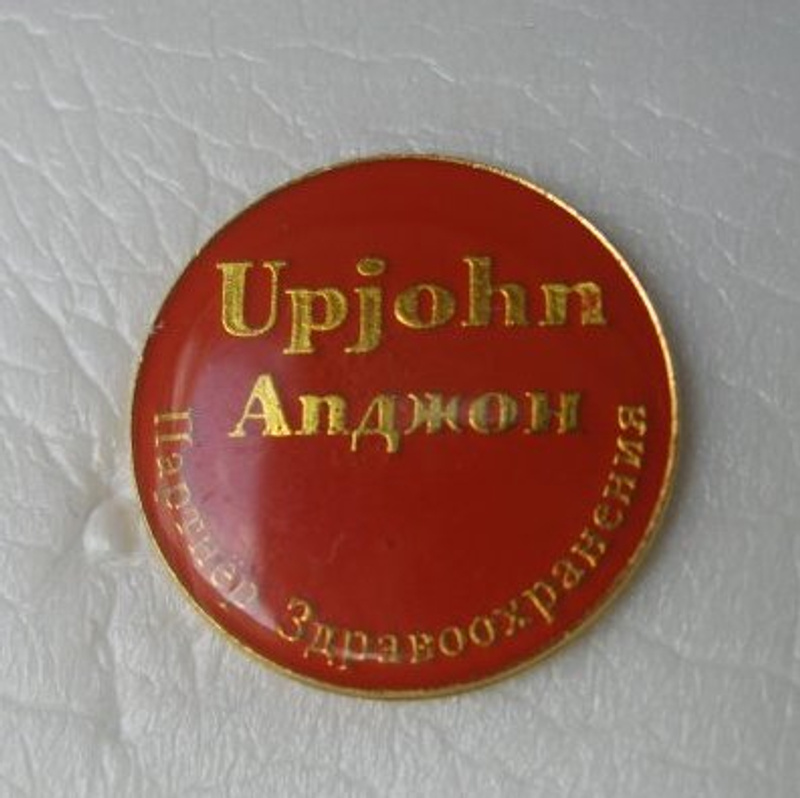 Upjohn
Апджон
Партнёр Здравоохранения